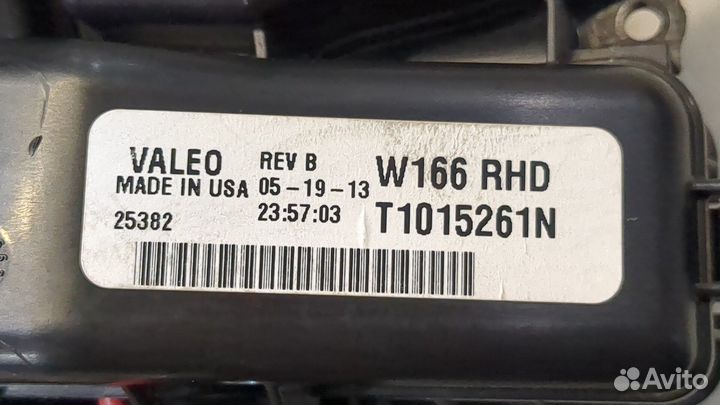 VALEO REV B W166 RHD
MADE IN USA 05-19-13
25382 23:57:03 T1015261N
Avito